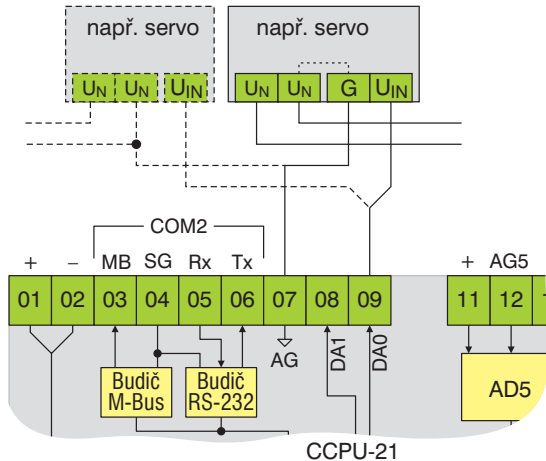 např. servo
např. servo
UN UN UIN
UN UN G UIN
COM2
+ − MB SG Rx Tx + AG5
01 02 03 04 05 06 07 08 09 11 12
AG
DA1
DA0
Budič
M-Bus
Budič
RS-232
AD5
CCPU-21